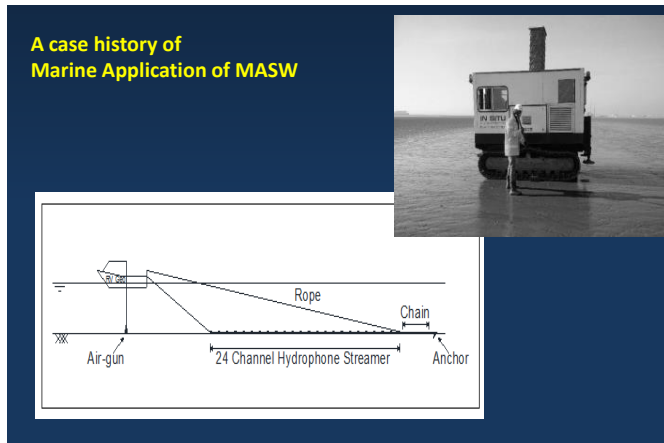 A case history of
Marine Application of MASW
IN SITU
Rope
Chain
Air-gun
24 Channel Hydrophone Streamer
Anchor